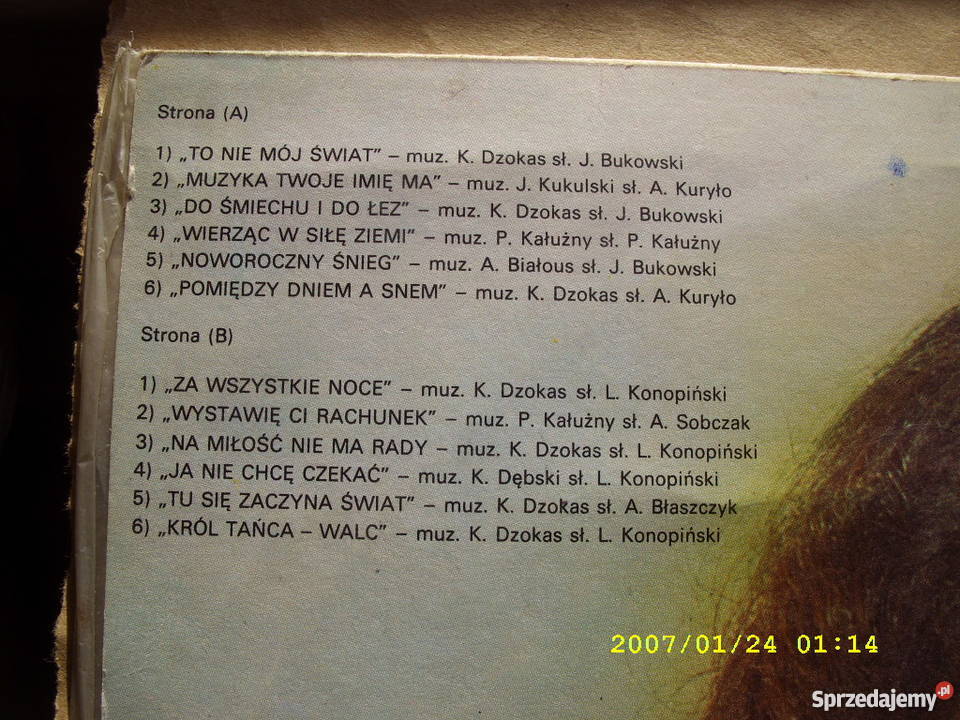 Strona (A)
1) „TO NIE MÓJ ŚWIAT” – muz. K. Dzokas sł. J. Bukowski
2) „MUZYKA TWOJE IMIĘ MA” – muz. J. Kukulski sł. A. Kuryło
3) „DO ŚMIECHU I DO ŁEZ” – muz. K. Dzokas sł. J. Bukowski
4) „WIERZĄC W SIŁĘ ZIEMI” – muz. P. Kałużny sł. P. Kałużny
5) „NOWOROCZNY ŚNIEG” – muz. A. Białous sł. J. Bukowski
6) „POMIĘDZY DNIEM A SNEM” – muz. K. Dzokas sł. A. Kuryło
Strona (B)
1) „ZA WSZYSTKIE NOCE” – muz. K. Dzokas sł. L. Konopiński
2) „WYSTAWIĘ CI RACHUNEK” – muz. P. Kałużny sł. A. Sobczak
3) „NA MIŁOŚĆ NIE MA RADY – muz. K. Dzokas sł. L. Konopiński
4) „JA NIE CHCĘ CZEKAĆ” – muz. K. Dębski sł. L. Konopiński
5) „TU SIĘ ZACZYNA ŚWIAT” – muz. K. Dzokas sł. A. Błaszczyk
6) „KRÓL TAŃCA – WALC” – muz. K. Dzokas sł. L. Konopiński
2007/01/24 01:14
Sprzedajemy.pl